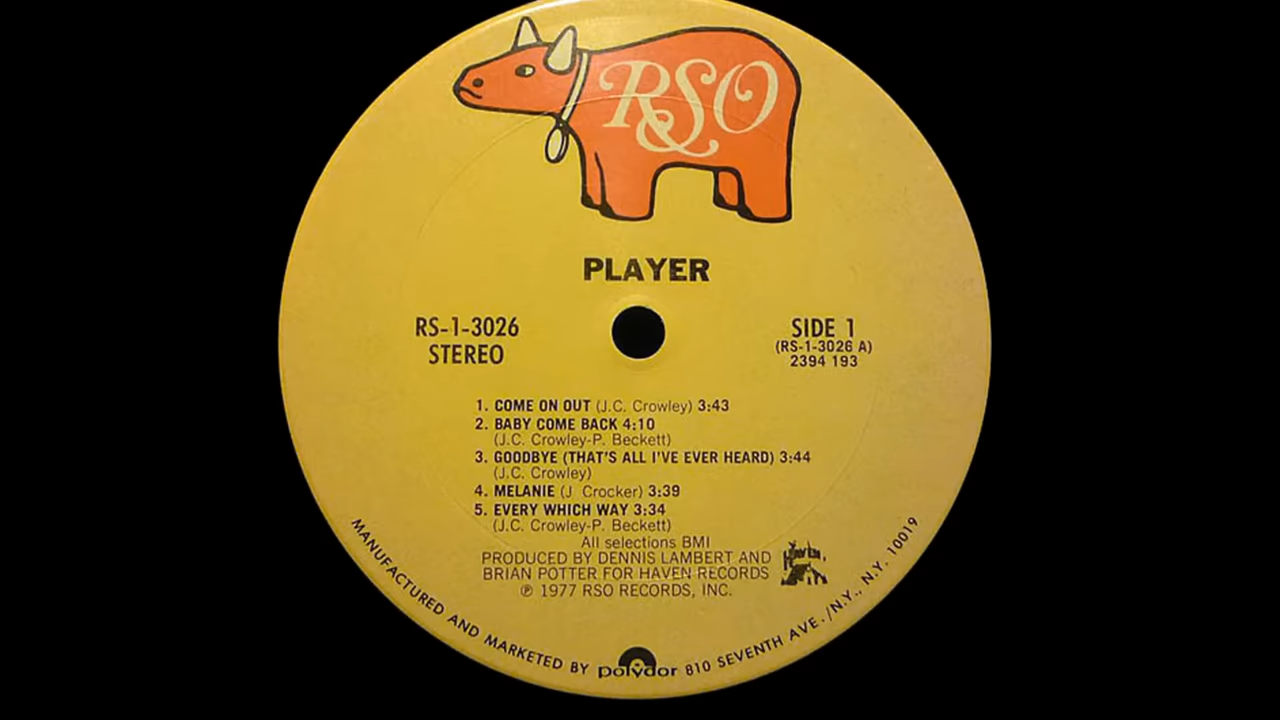 RSO
PLAYER
RS-1-3026
STEREO
SIDE 1
(RS-1-3026 A)
2394 193
1. COME ON OUT (J.C. Crowley) 3:43
2. BABY COME BACK 4:10
(J.C. Crowley-P. Beckett)
3. GOODBYE (THAT'S ALL I'VE EVER HEARD) 3:44
(J.C. Crowley)
4. MELANIE (J Crocker) 3:39
5. EVERY WHICH WAY 3:34
(J.C. Crowley-P. Beckett)
All selections BMI
PRODUCED BY DENNIS LAMBERT AND
BRIAN POTTER FOR HAVEN RECORDS
HAVEN
℗ 1977 RSO RECORDS, INC.
MANUFACTURED AND MARKETED BY polydor 810 SEVENTH AVE./N.Y., N.Y. 10019